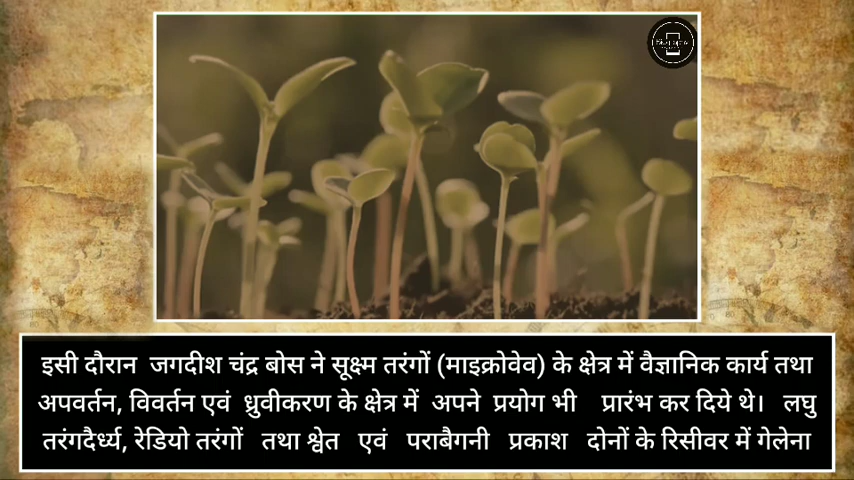 इसी दौरान जगदीश चंद्र बोस ने सूक्ष्म तरंगों (माइक्रोवेव) के क्षेत्र में वैज्ञानिक कार्य तथा
अपवर्तन, विवर्तन एवं ध्रुवीकरण के क्षेत्र में अपने प्रयोग भी प्रारंभ कर दिये थे। लघु
तरंगदैर्ध्य, रेडियो तरंगों तथा श्वेत एवं पराबैगनी प्रकाश दोनों के रिसीवर में गेलेना